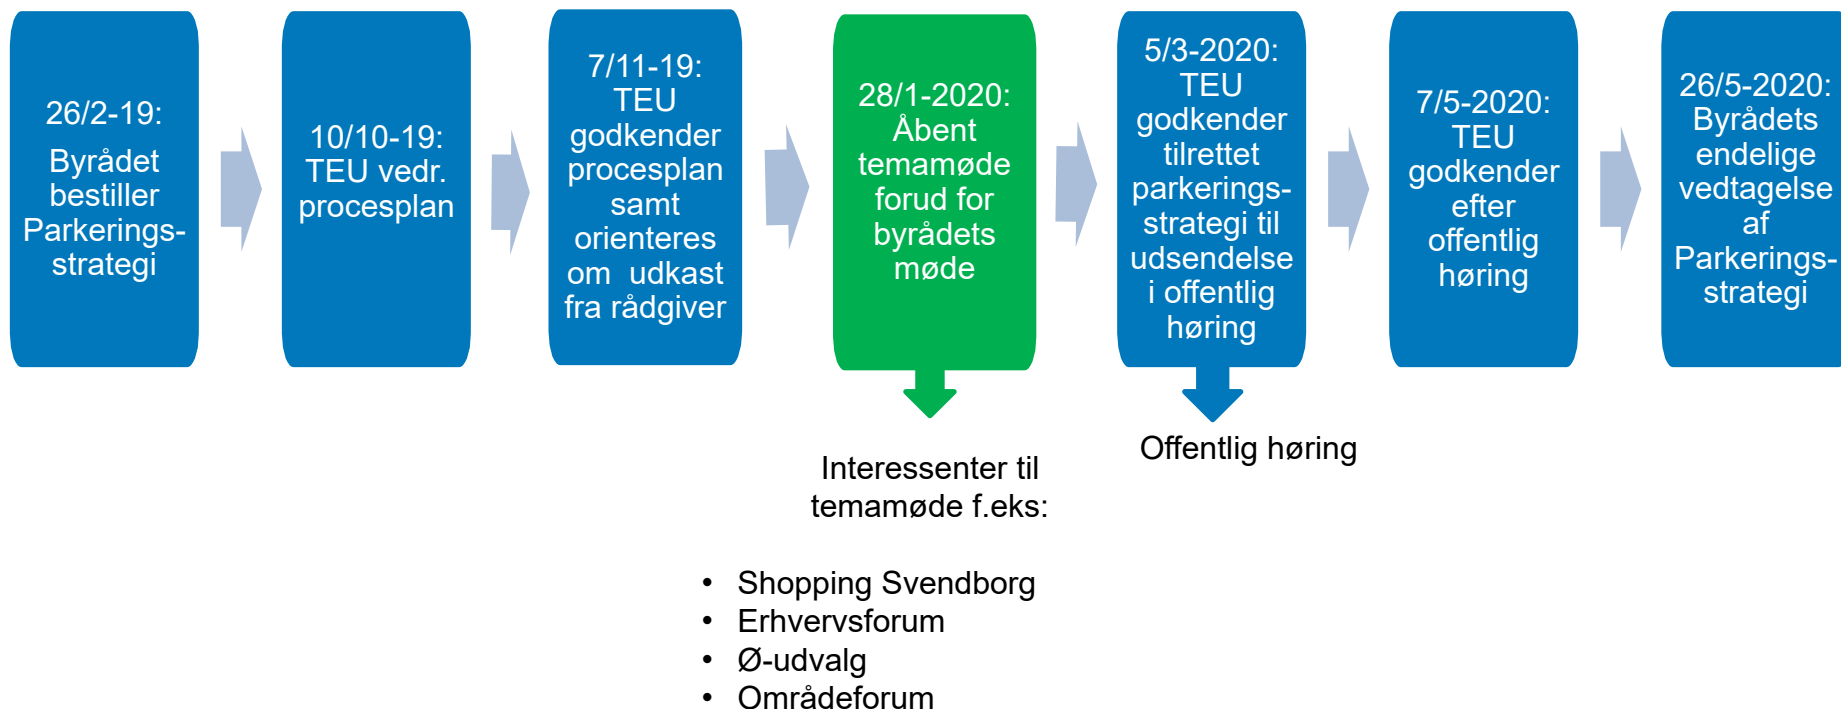 26/2-19:
Byrådet
bestiller
Parkerings-
strategi
10/10-19:
TEU vedr.
procesplan
7/11-19:
TEU
godkender
procesplan
samt
orienteres
om udkast
fra rådgiver
28/1-2020:
Åbent
temamøde
forud for
byrådets
møde
5/3-2020:
TEU
godkender
tilrettet
parkerings-
strategi til
udsendelse
i offentlig
høring
7/5-2020:
TEU
godkender
efter
offentlig
høring
26/5-2020:
Byrådets
endelige
vedtagelse
af
Parkerings-
strategi
Interessenter til
temamøde f.eks:
• Shopping Svendborg
• Erhvervsforum
• Ø-udvalg
• Områdeforum
Offentlig høring